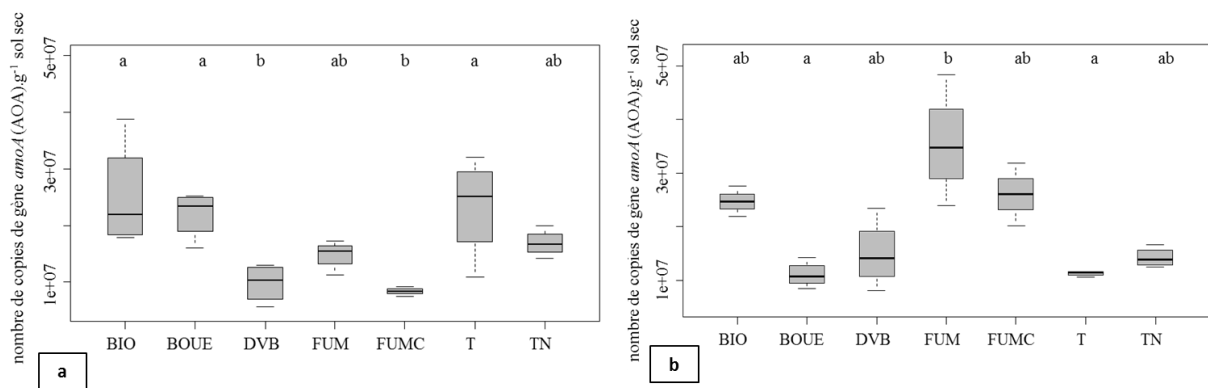 nombre de copies de gène amoA (AOA).g⁻¹ sol sec
5e+07
3e+07
1e+07
a a b ab b a ab
BIO BOUE DVB FUM FUMC T TN
a
nombre de copies de gène amoA (AOA).g⁻¹ sol sec
5e+07
3e+07
1e+07
ab a ab b ab a ab
BIO BOUE DVB FUM FUMC T TN
b